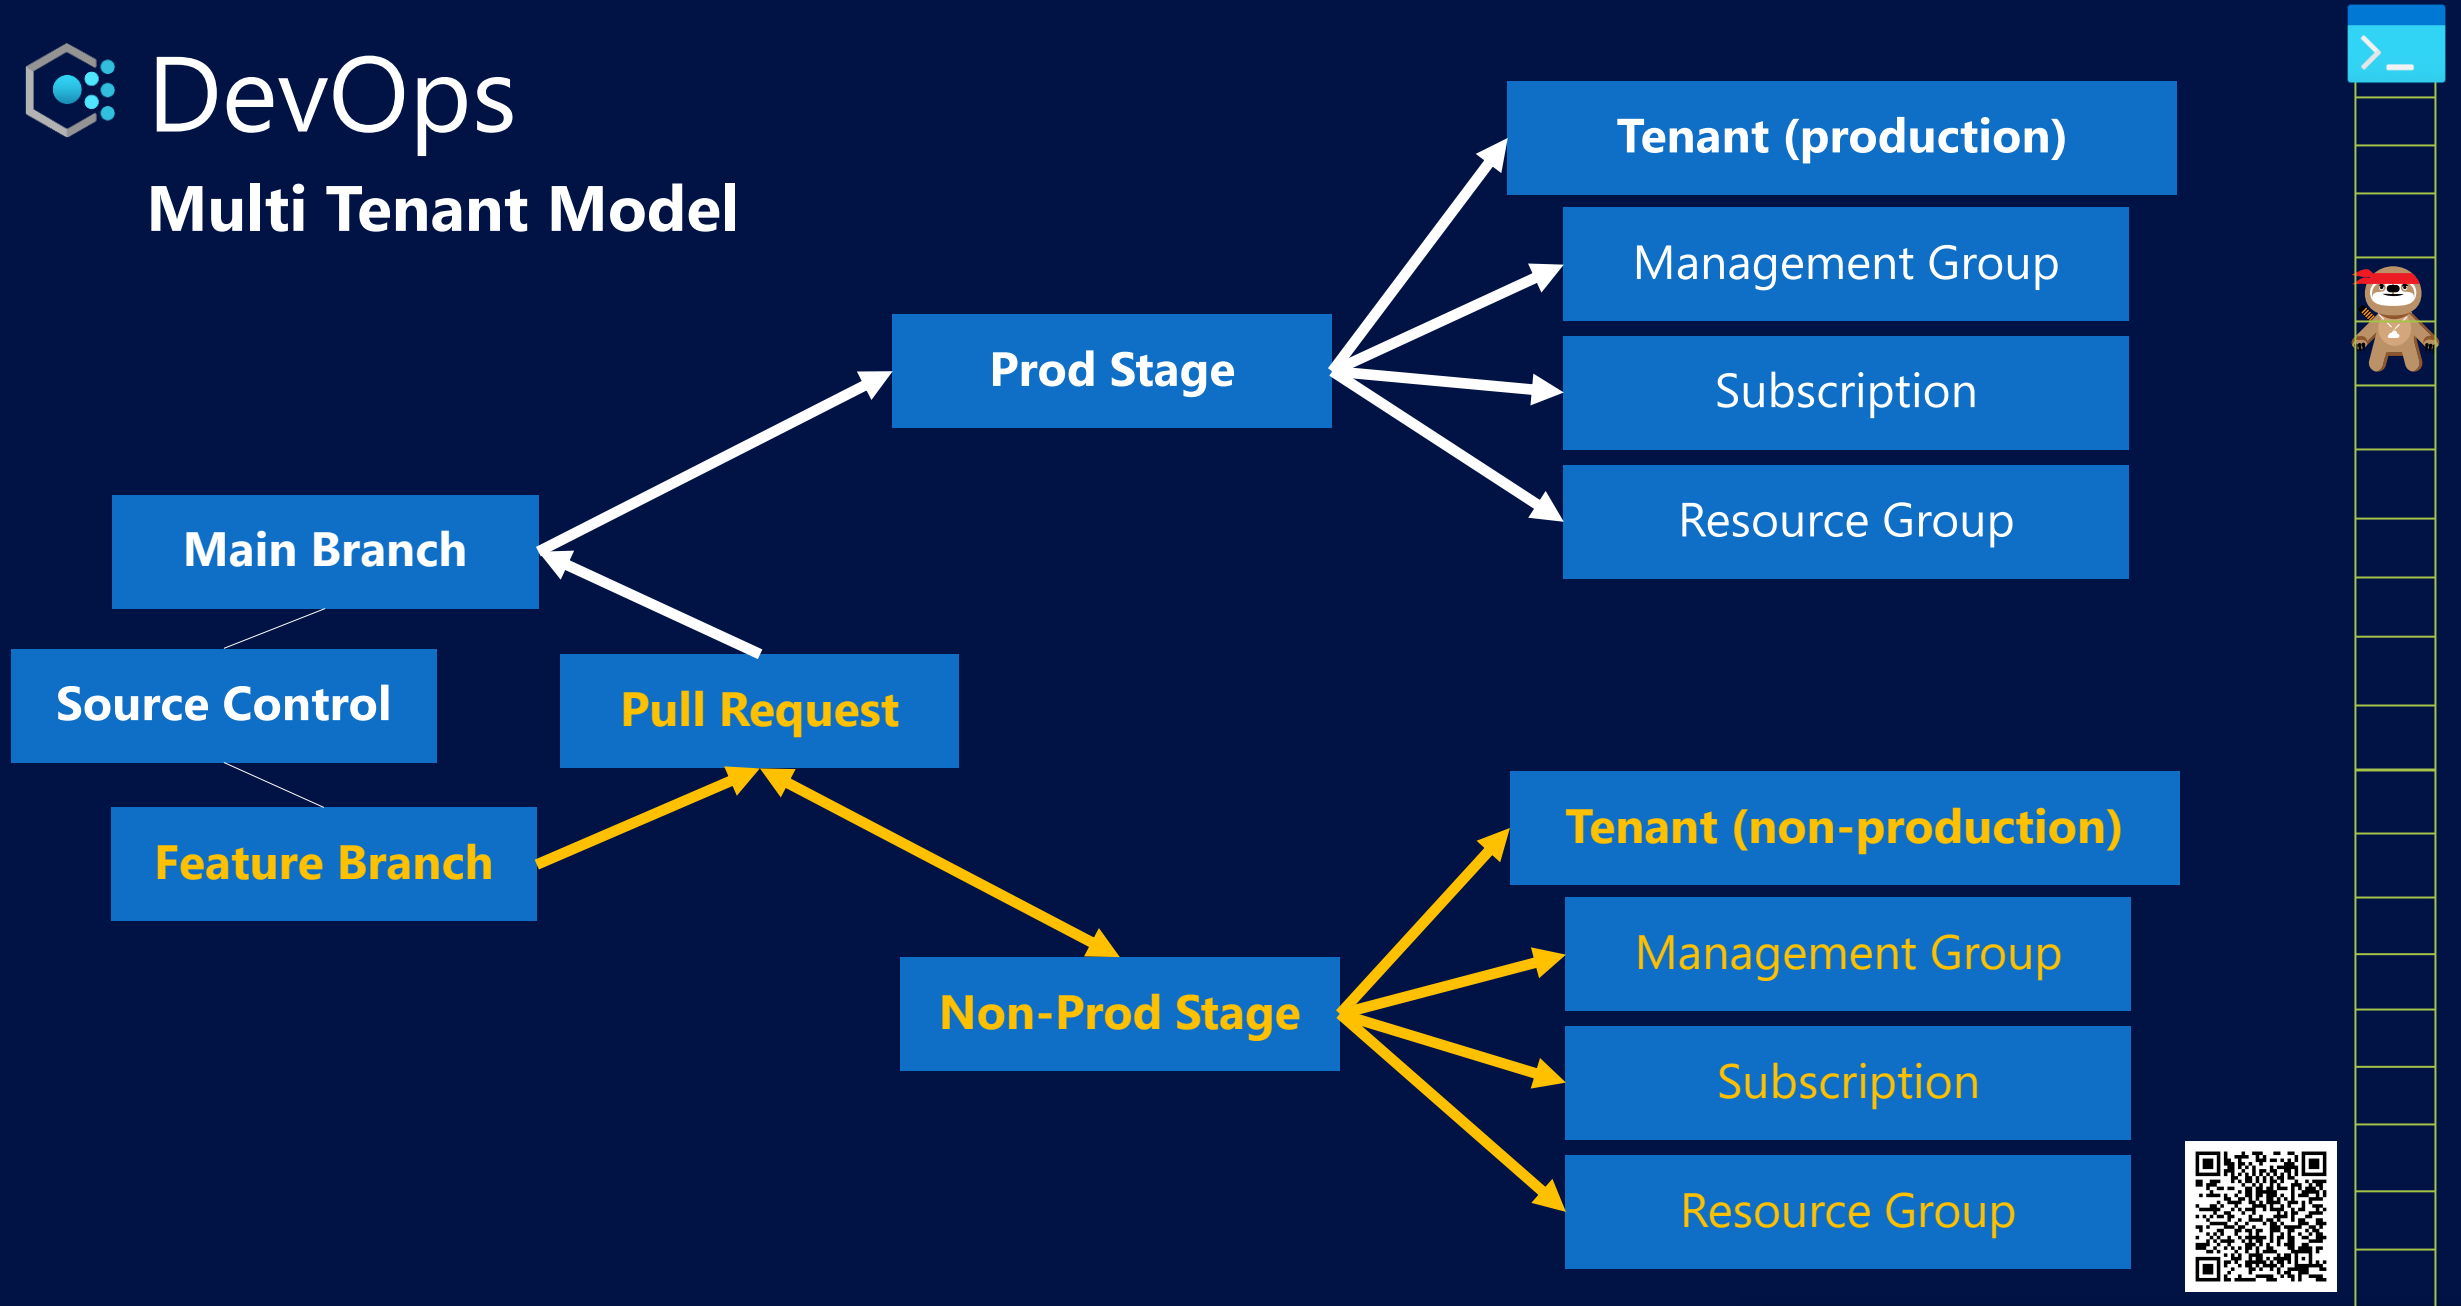 DevOps
Multi Tenant Model
Tenant (production)
Management Group
Prod Stage
Subscription
Resource Group
Main Branch
Source Control
Pull Request
Feature Branch
Tenant (non-production)
Management Group
Non-Prod Stage
Subscription
Resource Group